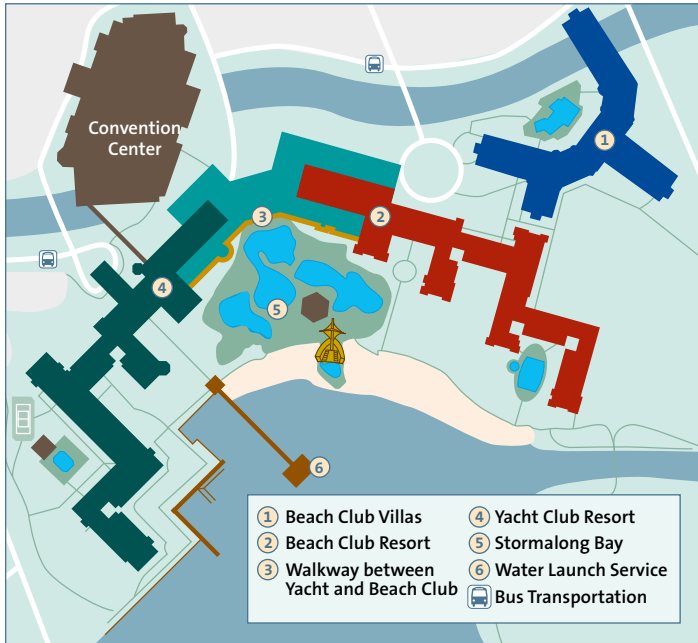 Convention
Center
1
3
2
4
5
6
1 Beach Club Villas
2 Beach Club Resort
3 Walkway between
Yacht and Beach Club
4 Yacht Club Resort
5 Stormalong Bay
6 Water Launch Service
Bus Transportation